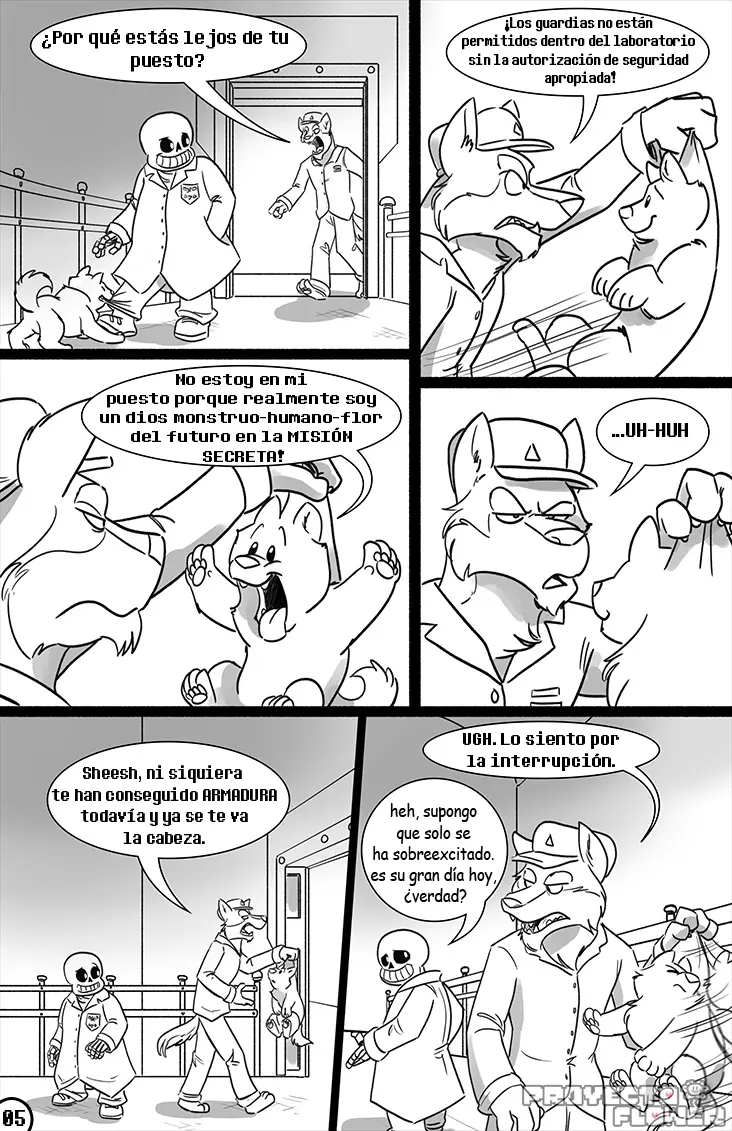 ¿Por qué estás lejos de tu
puesto?
¡Los guardias no están
permitidos dentro del laboratorio
sin la autorización de seguridad
apropiada!
No estoy en mi
puesto porque realmente soy
un dios monstruo-humano-flor
del futuro en la MISIÓN
SECRETA!
...UH-HUH
Sheesh, ni siquiera
te han conseguido ARMADURA
todavía y ya se te va
la cabeza.
UGH. Lo siento por
la interrupción.
heh, supongo
que solo se
ha sobreexcitado.
es su gran día hoy,
¿verdad?
05
PROYECTO
FLOWER